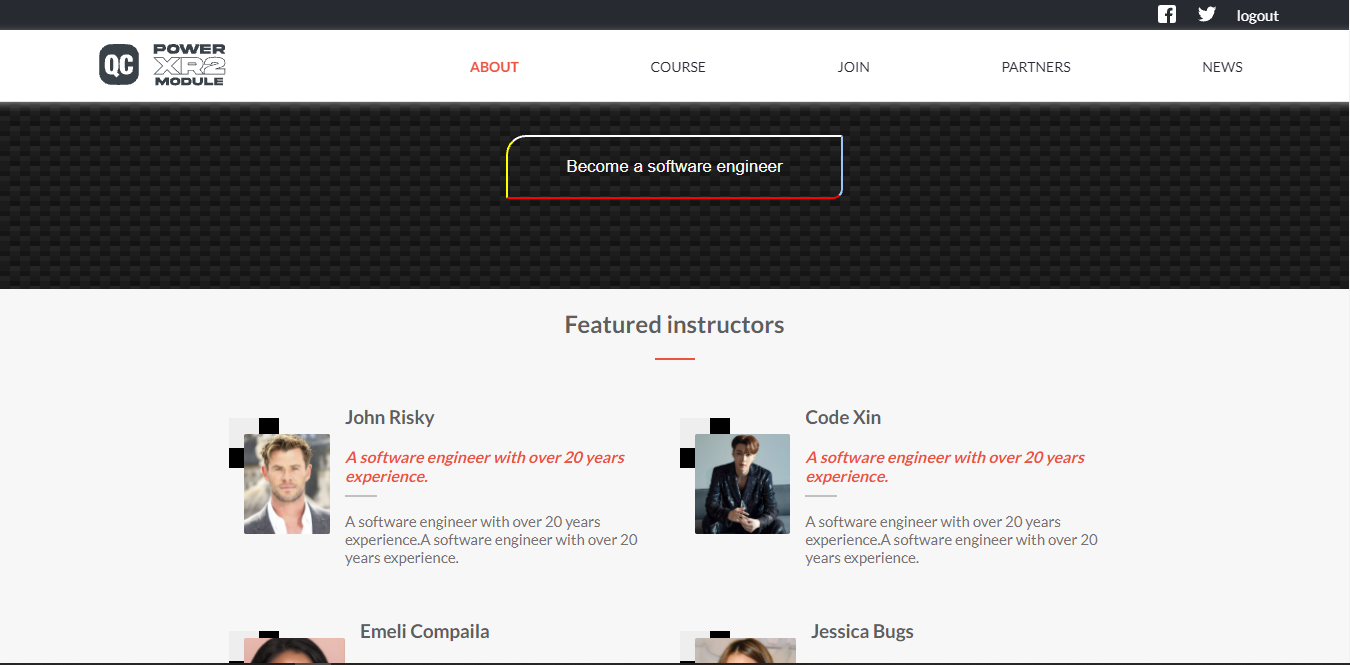 logout
QC POWER
XR2
MODULE
ABOUT COURSE JOIN PARTNERS NEWS
Become a software engineer
Featured instructors
John Risky
A software engineer with over 20 years
experience.
A software engineer with over 20 years
experience.A software engineer with over 20
years experience.
Code Xin
A software engineer with over 20 years
experience.
A software engineer with over 20 years
experience.A software engineer with over 20
years experience.
Emeli Compaila
Jessica Bugs